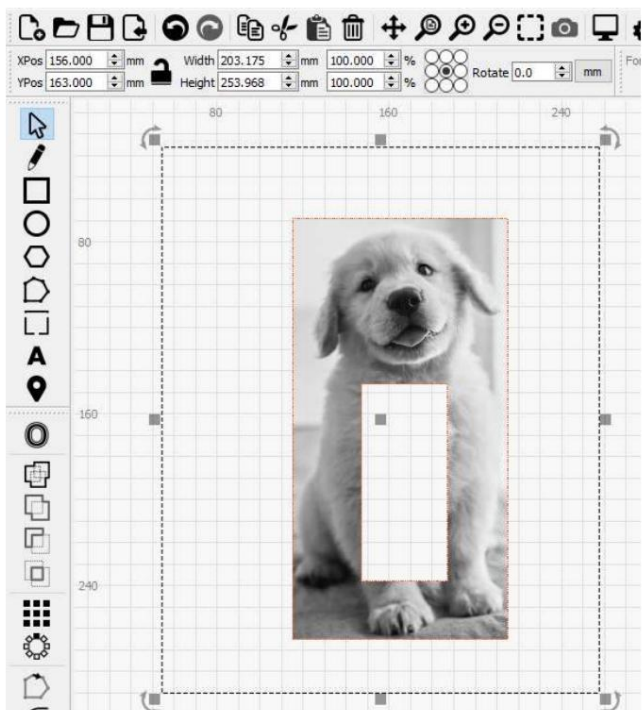 XPos 156.000 mm Width 203.175 mm 100.000 % Rotate 0.0 mm
YPos 163.000 mm Height 253.968 mm 100.000 %
80 160 240
80
A
160
240